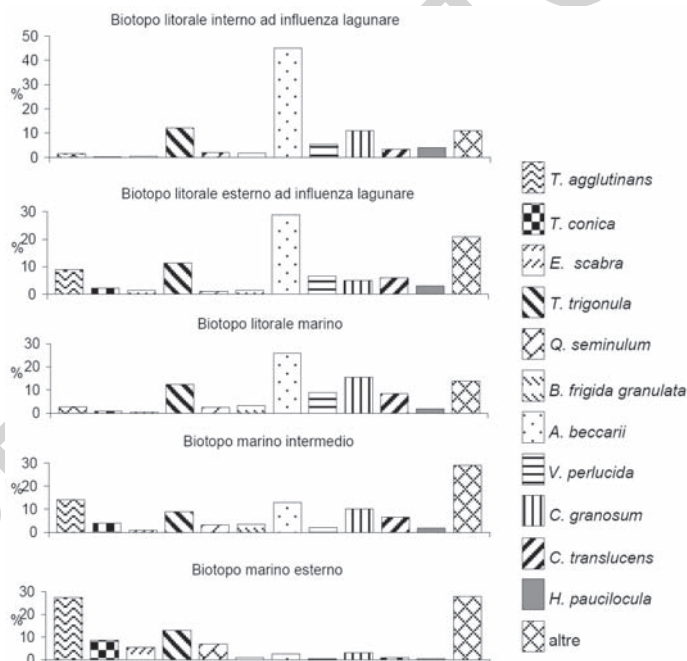 Biotopo litorale interno ad influenza lagunare
50
40
30
%
20
10
0
Biotopo litorale esterno ad influenza lagunare
30
%
20
10
0
Biotopo litorale marino
30
%
20
10
0
Biotopo marino intermedio
30
%
20
10
0
Biotopo marino esterno
30
20
%
10
0
T. agglutinans
T. conica
E. scabra
T. trigonula
Q. seminulum
B. frigida granulata
A. beccarii
V. perlucida
C. granosum
C. translucens
H. paucilocula
altre